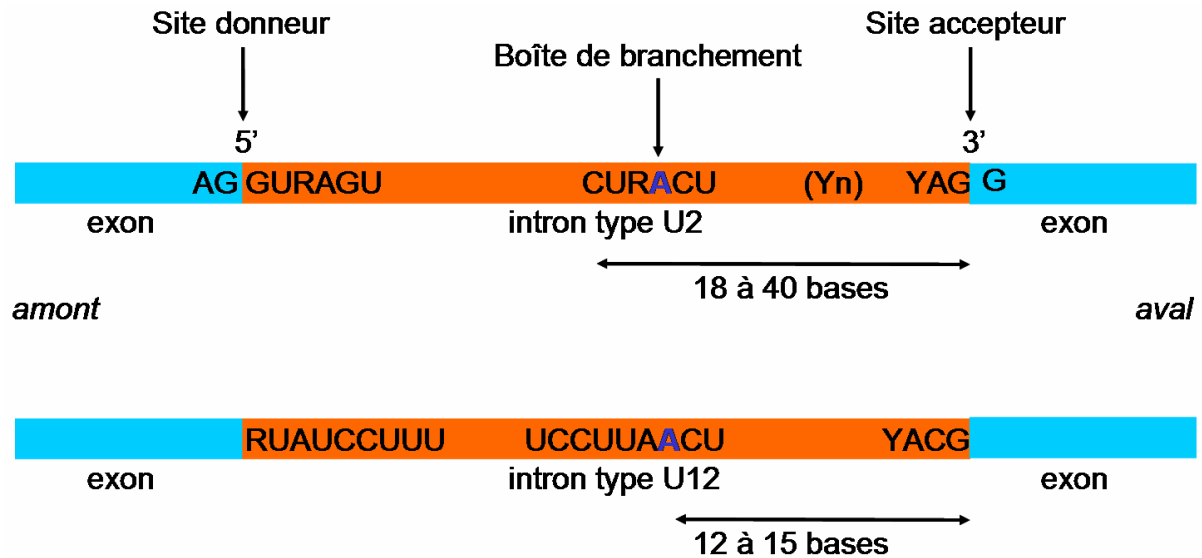 Site donneur
Site accepteur
Boîte de branchement
5’
3’
AG GURAGU CURACU (Yn) YAG G
exon intron type U2 exon
18 à 40 bases
amont aval
RUAUCCUUU UCCUUAACU YACG
exon intron type U12 exon
12 à 15 bases